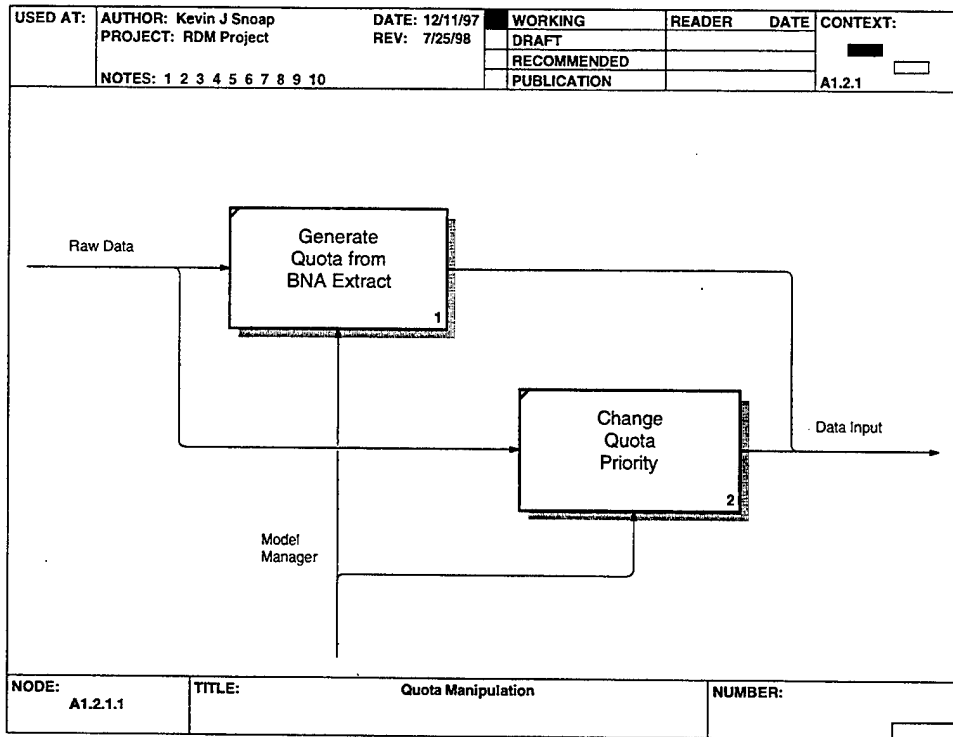 USED AT:
AUTHOR: Kevin J Snoap
DATE: 12/11/97
PROJECT: RDM Project
REV: 7/25/98
NOTES: 1 2 3 4 5 6 7 8 9 10
WORKING
DRAFT
RECOMMENDED
PUBLICATION
READER DATE
CONTEXT:
A1.2.1
Raw Data
Generate
Quota from
BNA Extract
1
Change
Quota
Priority
2
Data Input
Model
Manager
NODE:
A1.2.1.1
TITLE:
Quota Manipulation
NUMBER: